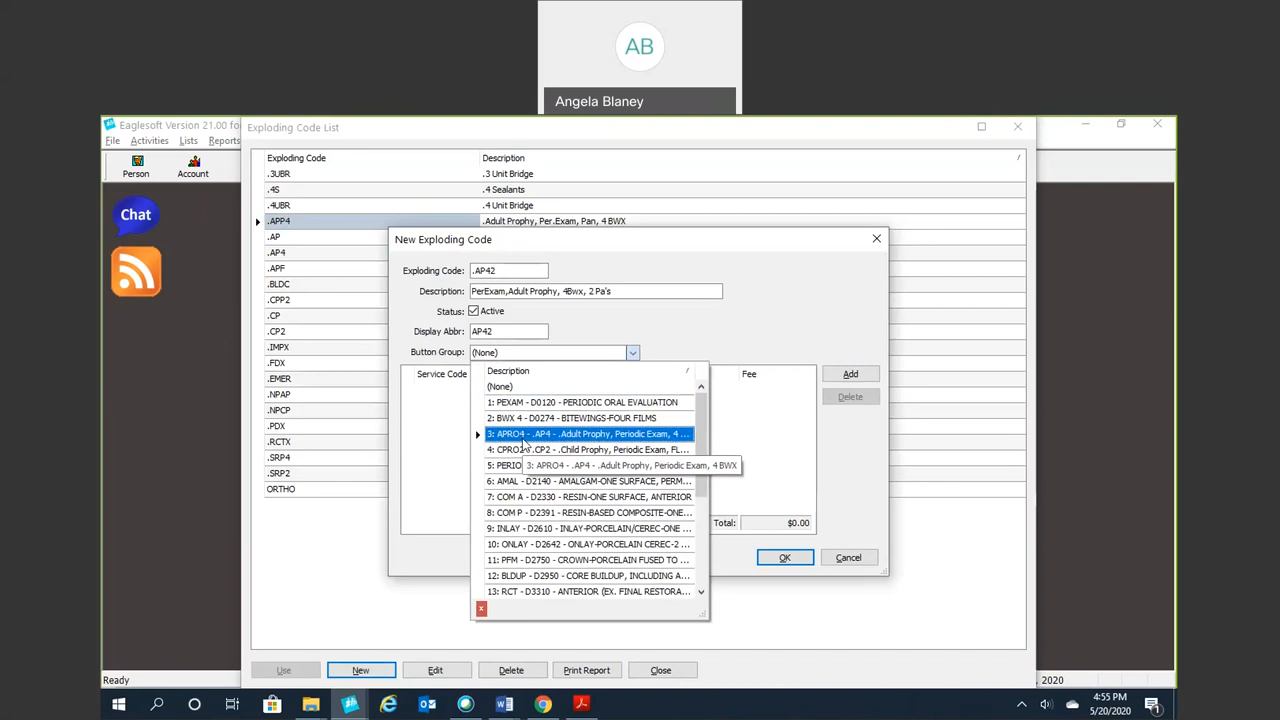 AB
Angela Blaney
Eaglesoft Version 21.00 for
Exploding Code List
File Activities Lists Reports
Person
Account
Chat
Exploding Code Description
.3UBR .3 Unit Bridge
.4S .4 Sealants
.4UBR .4 Unit Bridge
.APP4 .Adult Prophy, Per.Exam, Pan, 4 BWX
.AP
.AP4
.APF
.BLDC
.CPP2
.CP
.CP2
.IMPX
.FDX
.EMER
.NPAP
.NPCP
.RCTX
.SRP4
.SRP2
ORTHO
New Exploding Code
Exploding Code: .AP42
Description: PerExam,Adult Prophy, 4Bwx, 2 Pa's
Status: Active
Display Abbr: AP42
Button Group: (None)
Service Code
Fee
Add
Delete
Description
(None)
1: PEXAM - D0120 - PERIODIC ORAL EVALUATION
2: BWX 4 - D0274 - BITEWINGS-FOUR FILMS
3: APRO4 - .AP4 - .Adult Prophy, Periodic Exam, 4 ...
4: CPRO2 - .CP2 - .Child Prophy, Periodic Exam, FL...
5: PERIO
3: APRO4 - .AP4 - .Adult Prophy, Periodic Exam, 4 BWX
6: AMAL - D2140 - AMALGAM-ONE SURFACE, PERM...
7: COM A - D2330 - RESIN-ONE SURFACE, ANTERIOR
8: COM P - D2391 - RESIN-BASED COMPOSITE-ONE...
9: INLAY - D2610 - INLAY-PORCELAIN/CEREC-ONE ...
10: ONLAY - D2642 - ONLAY-PORCELAIN CEREC-2 ...
11: PFM - D2750 - CROWN-PORCELAIN FUSED TO ...
12: BLDUP - D2950 - CORE BUILDUP, INCLUDING A...
13: RCT - D3310 - ANTERIOR (EX. FINAL RESTORA...
Total: $0.00
OK Cancel
Use New Edit Delete Print Report Close
Ready
, 2020
4:55 PM
5/20/2020
1